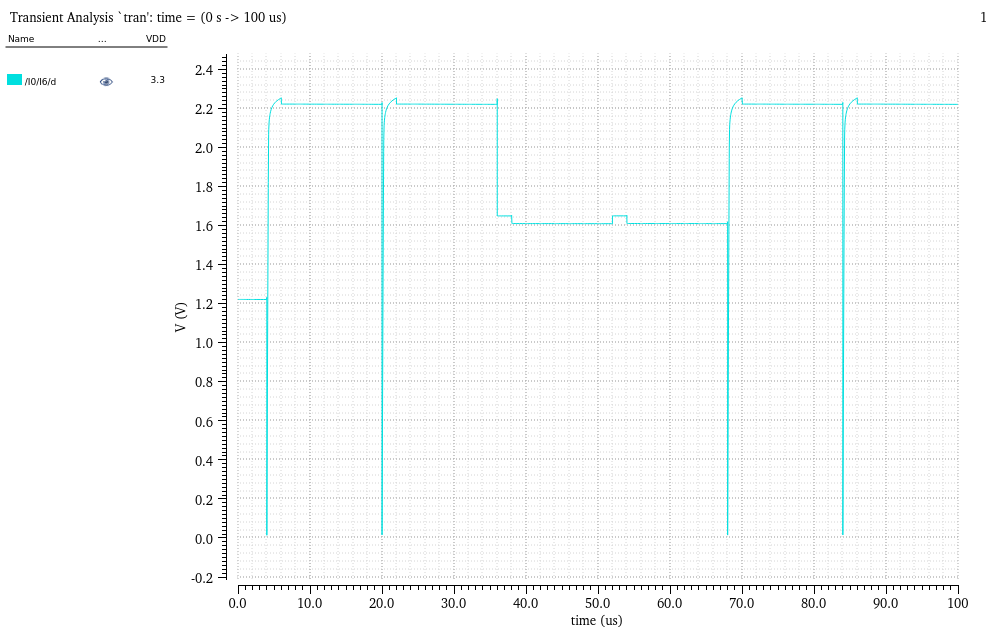 Transient Analysis `tran': time = (0 s -> 100 us) 1
Name ... VDD
/I0/I6/d 3.3
2.4
2.2
2.0
1.8
1.6
1.4
1.2
1.0
0.8
0.6
0.4
0.2
0.0
-0.2
V (V)
0.0 10.0 20.0 30.0 40.0 50.0 60.0 70.0 80.0 90.0 100
time (us)